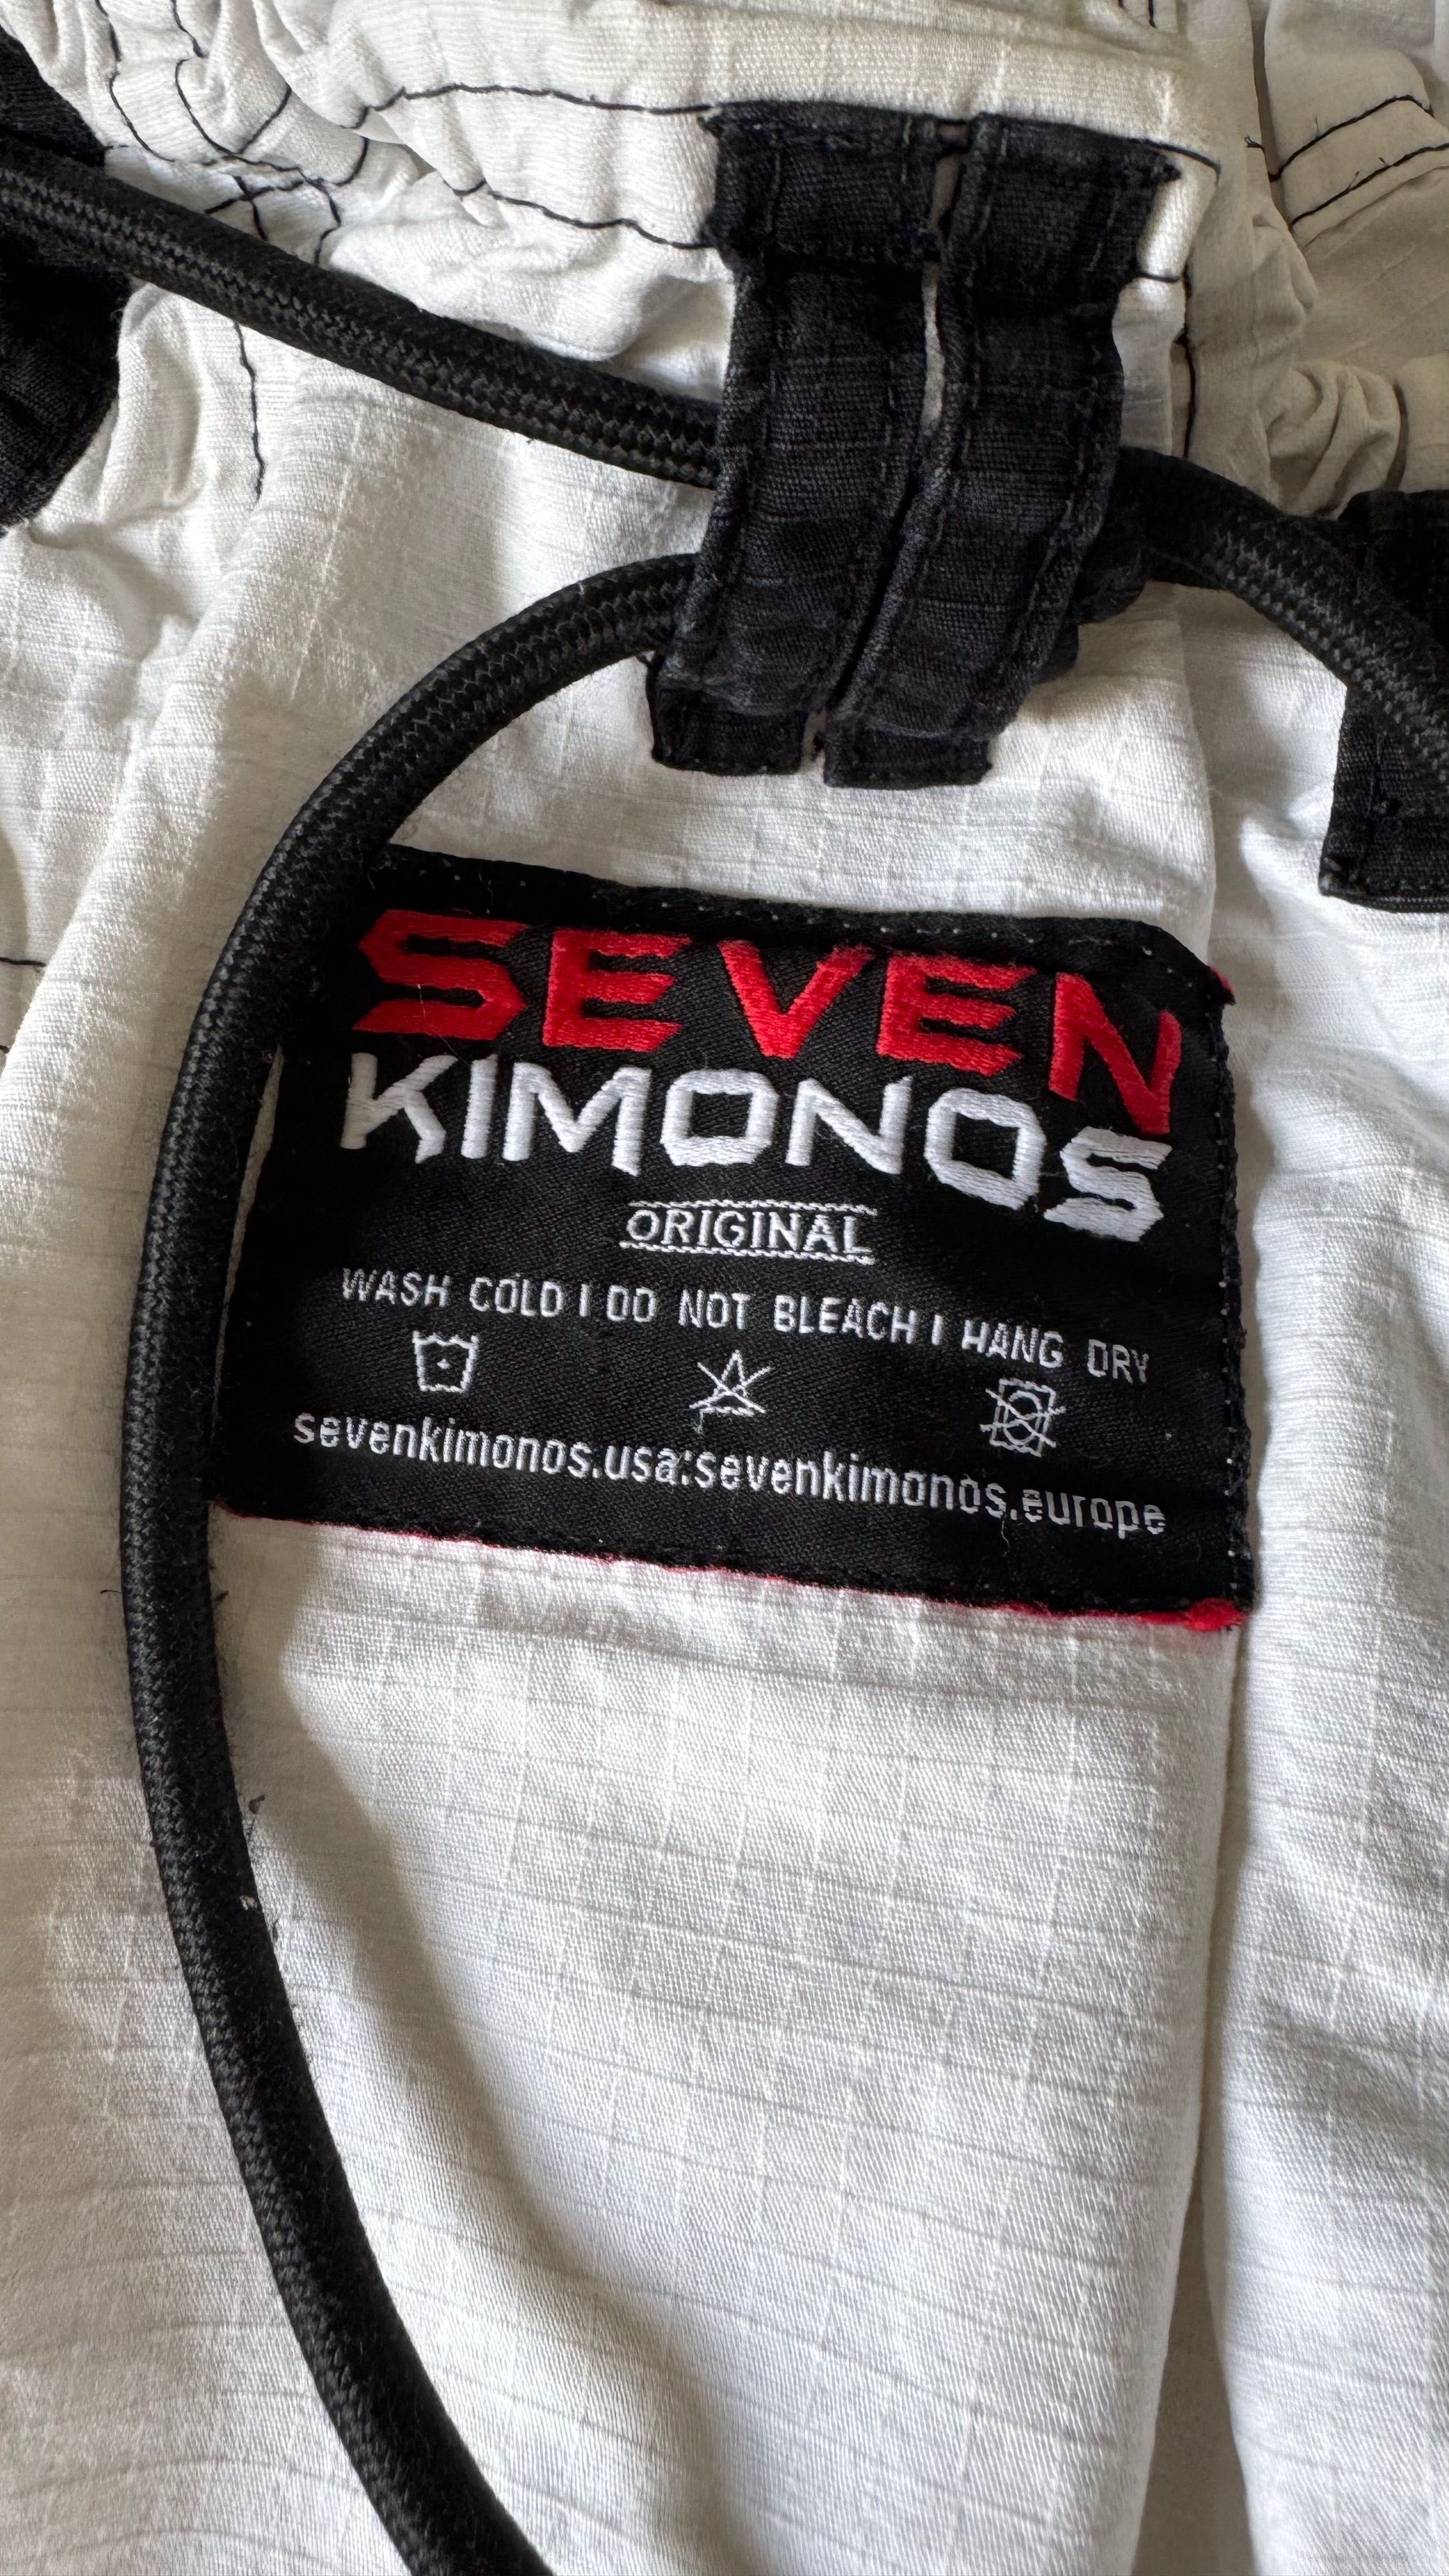 SEVEN
KIMONOS
ORIGINAL
WASH COLD I DO NOT BLEACH I HANG DRY
sevenkimonos.usa:sevenkimonos.europe